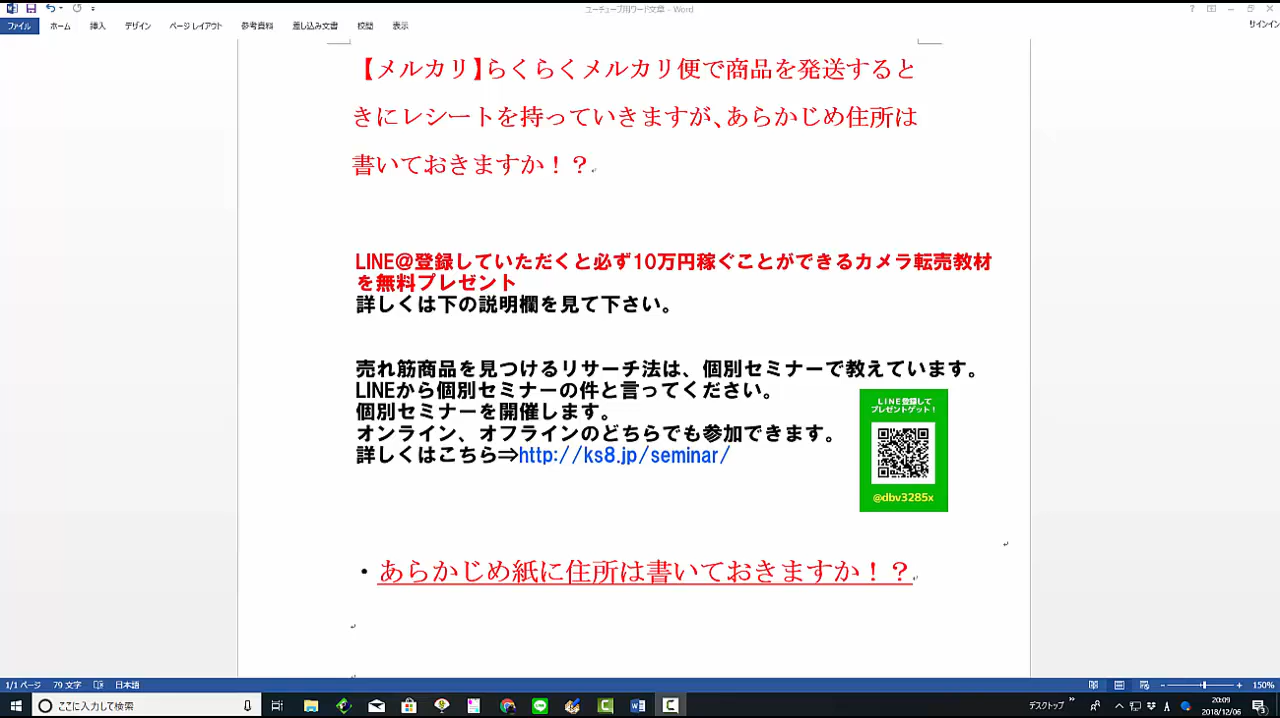 ユーチューブ用ワード文章 - Word
ファイル ホーム 挿入 デザイン ページ レイアウト 参考資料 差し込み文書 校閲 表示 サインイン
【メルカリ】らくらくメルカリ便で商品を発送すると
きにレシートを持っていきますが、あらかじめ住所は
書いておきますか！？
LINE@登録していただくと必ず10万円稼ぐことができるカメラ転売教材
を無料プレゼント
詳しくは下の説明欄を見て下さい。
売れ筋商品を見つけるリサーチ法は、個別セミナーで教えています。
LINEから個別セミナーの件と言ってください。
個別セミナーを開催します。
オンライン、オフラインのどちらでも参加できます。
詳しくはこちら⇒http://ks8.jp/seminar/
LINE登録して
プレゼントゲット！
@dbv3285x
・あらかじめ紙に住所は書いておきますか！？
1/1 ページ 79 文字 日本語 150%
ここに入力して検索 デスクトップ A 20:09
2018/12/06